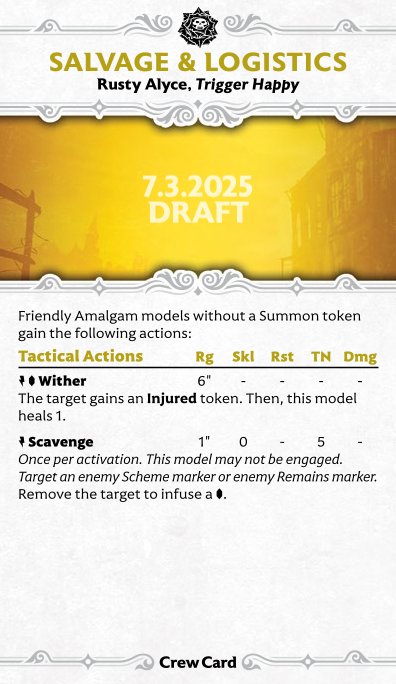 SALVAGE & LOGISTICS
Rusty Alyce, Trigger Happy
7.3.2025
DRAFT
Friendly Amalgam models without a Summon token
gain the following actions:
Tactical Actions Rg Skl Rst TN Dmg
Wither 6" - - - -
The target gains an Injured token. Then, this model
heals 1.
Scavenge 1" 0 - 5 -
Once per activation. This model may not be engaged.
Target an enemy Scheme marker or enemy Remains marker.
Remove the target to infuse a .
Crew Card